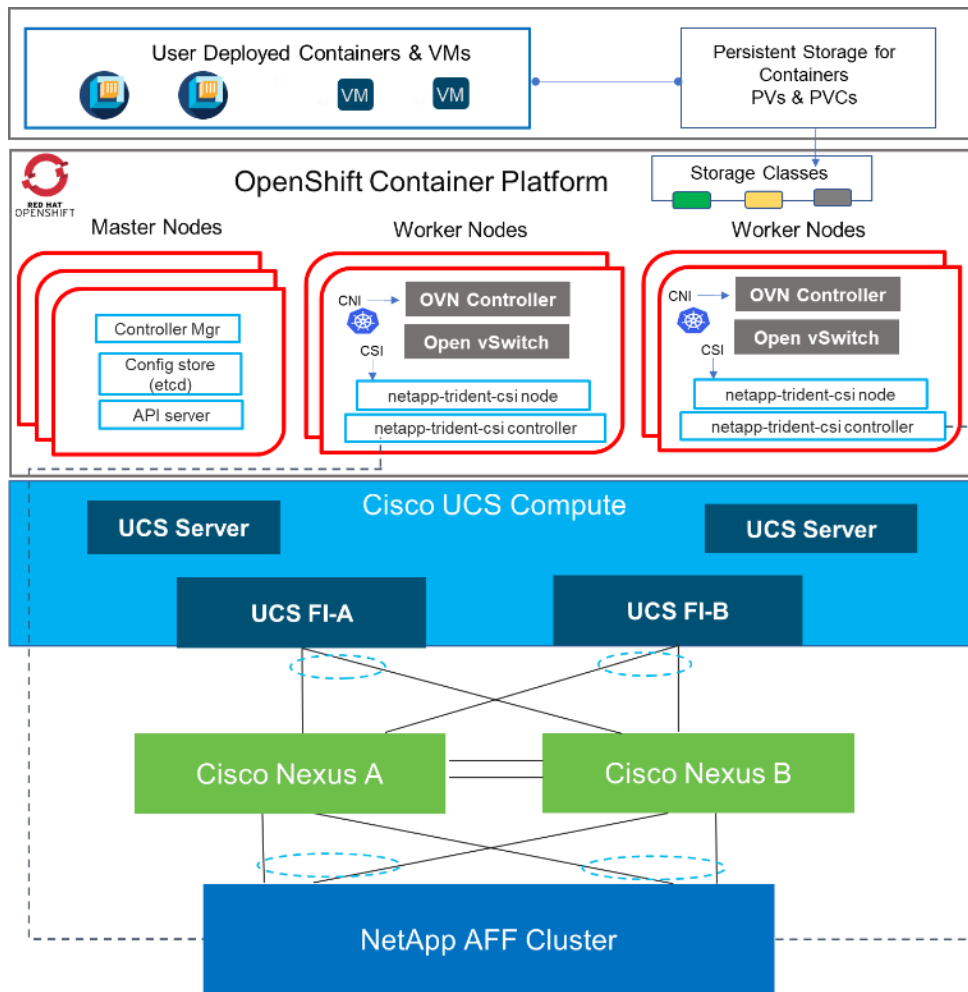 User Deployed Containers & VMs
VM
VM
Persistent Storage for
Containers
PVs & PVCs
RED HAT
OPENSHIFT
OpenShift Container Platform
Storage Classes
Master Nodes
Controller Mgr
Config store
(etcd)
API server
Worker Nodes
CNI
OVN Controller
Open vSwitch
CSI
netapp-trident-csi node
netapp-trident-csi controller
Worker Nodes
CNI
OVN Controller
Open vSwitch
CSI
netapp-trident-csi node
netapp-trident-csi controller
Cisco UCS Compute
UCS Server
UCS Server
UCS FI-A
UCS FI-B
Cisco Nexus A
Cisco Nexus B
NetApp AFF Cluster